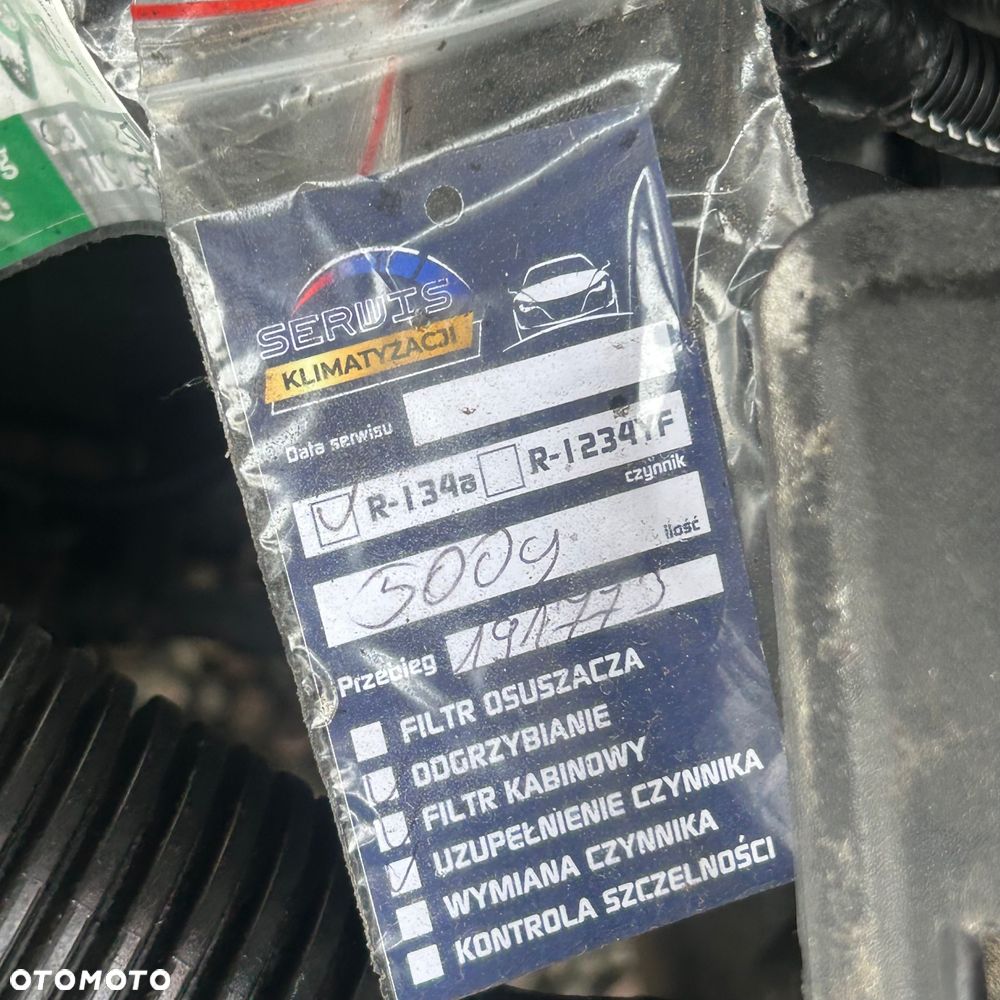 SERWIS
KLIMATYZACJI
Data serwisu
R-134a R-1234YF
czynnik
500g
ilość
Przebieg 191773
FILTR OSUSZACZA
ODGRZYBIANIE
FILTR KABINOWY
UZUPEŁNIENIE CZYNNIKA
WYMIANA CZYNNIKA
KONTROLA SZCZELNOŚCI
OTOMOTO